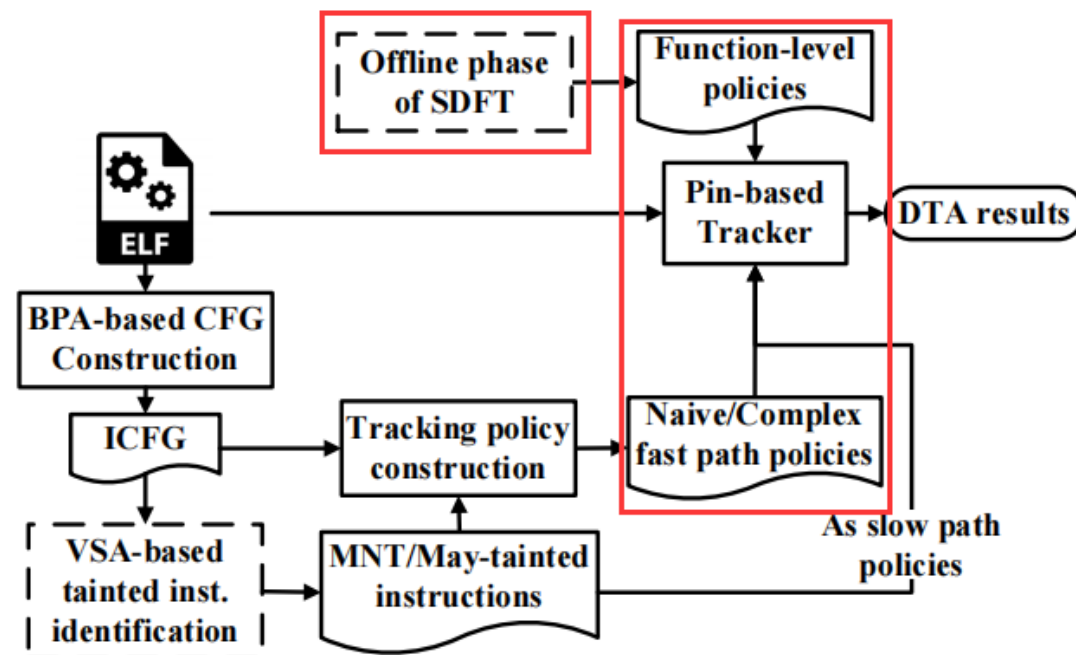 Offline phase
of SDFT
Function-level
policies
ELF
Pin-based
Tracker
DTA results
BPA-based CFG
Construction
ICFG
Tracking policy
construction
Naive/Complex
fast path policies
VSA-based
tainted inst.
identification
MNT/May-tainted
instructions
As slow path
policies